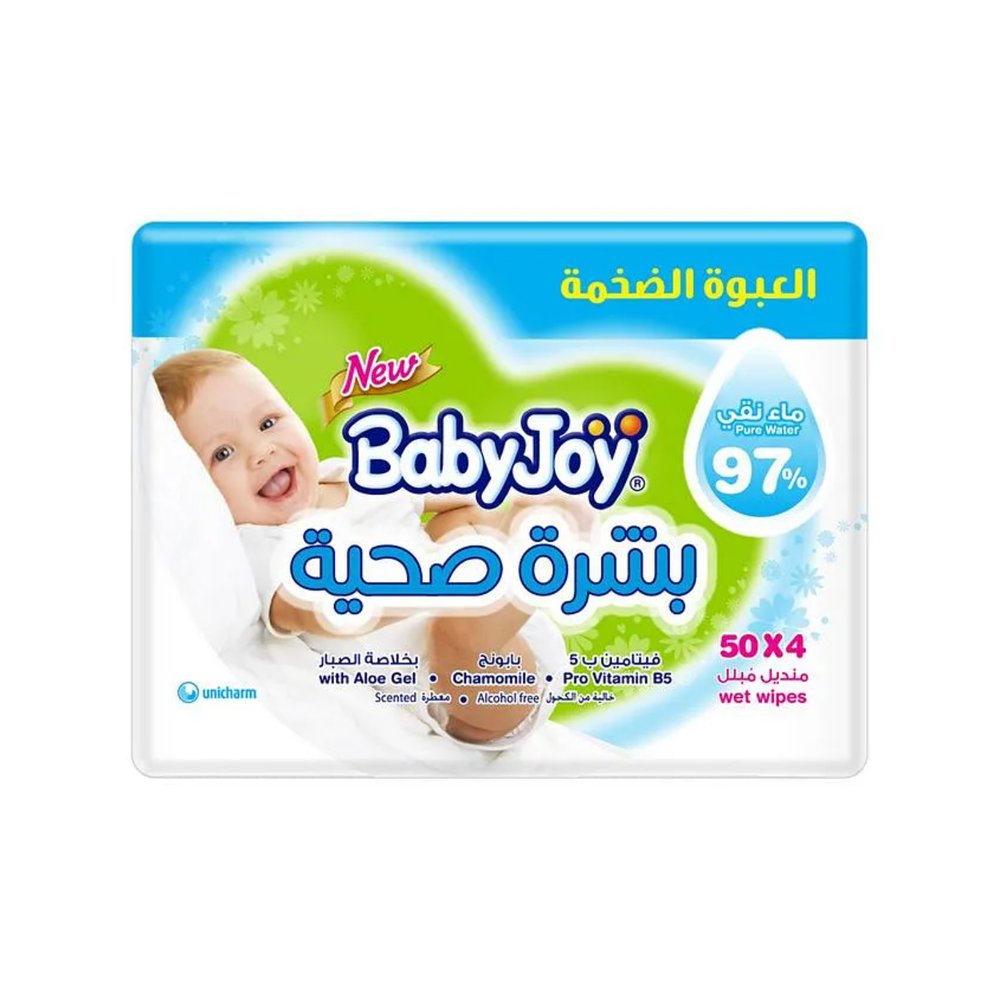 العبوة الضخمة
New
BabyJoy®
ماء نقي
Pure Water
97%
بشرة صحية
بخلاصة الصبار بابونج فيتامين ب 5
with Aloe Gel • Chamomile • Pro Vitamin B5
Scented معطرة • Alcohol free خالية من الكحول
50X4
منديل مُبلل
wet wipes
unicharm